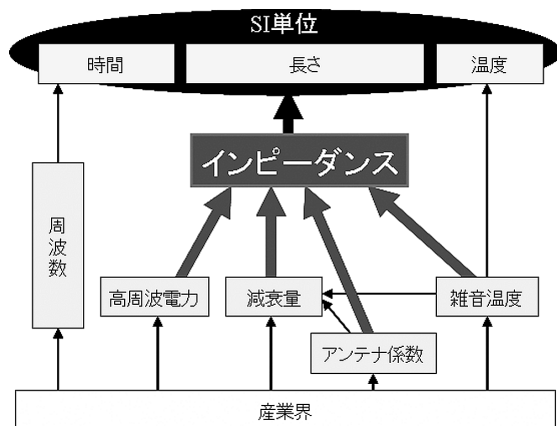 SI単位
時間
長さ
温度
インピーダンス
周波数
高周波電力
減衰量
雑音温度
アンテナ係数
産業界